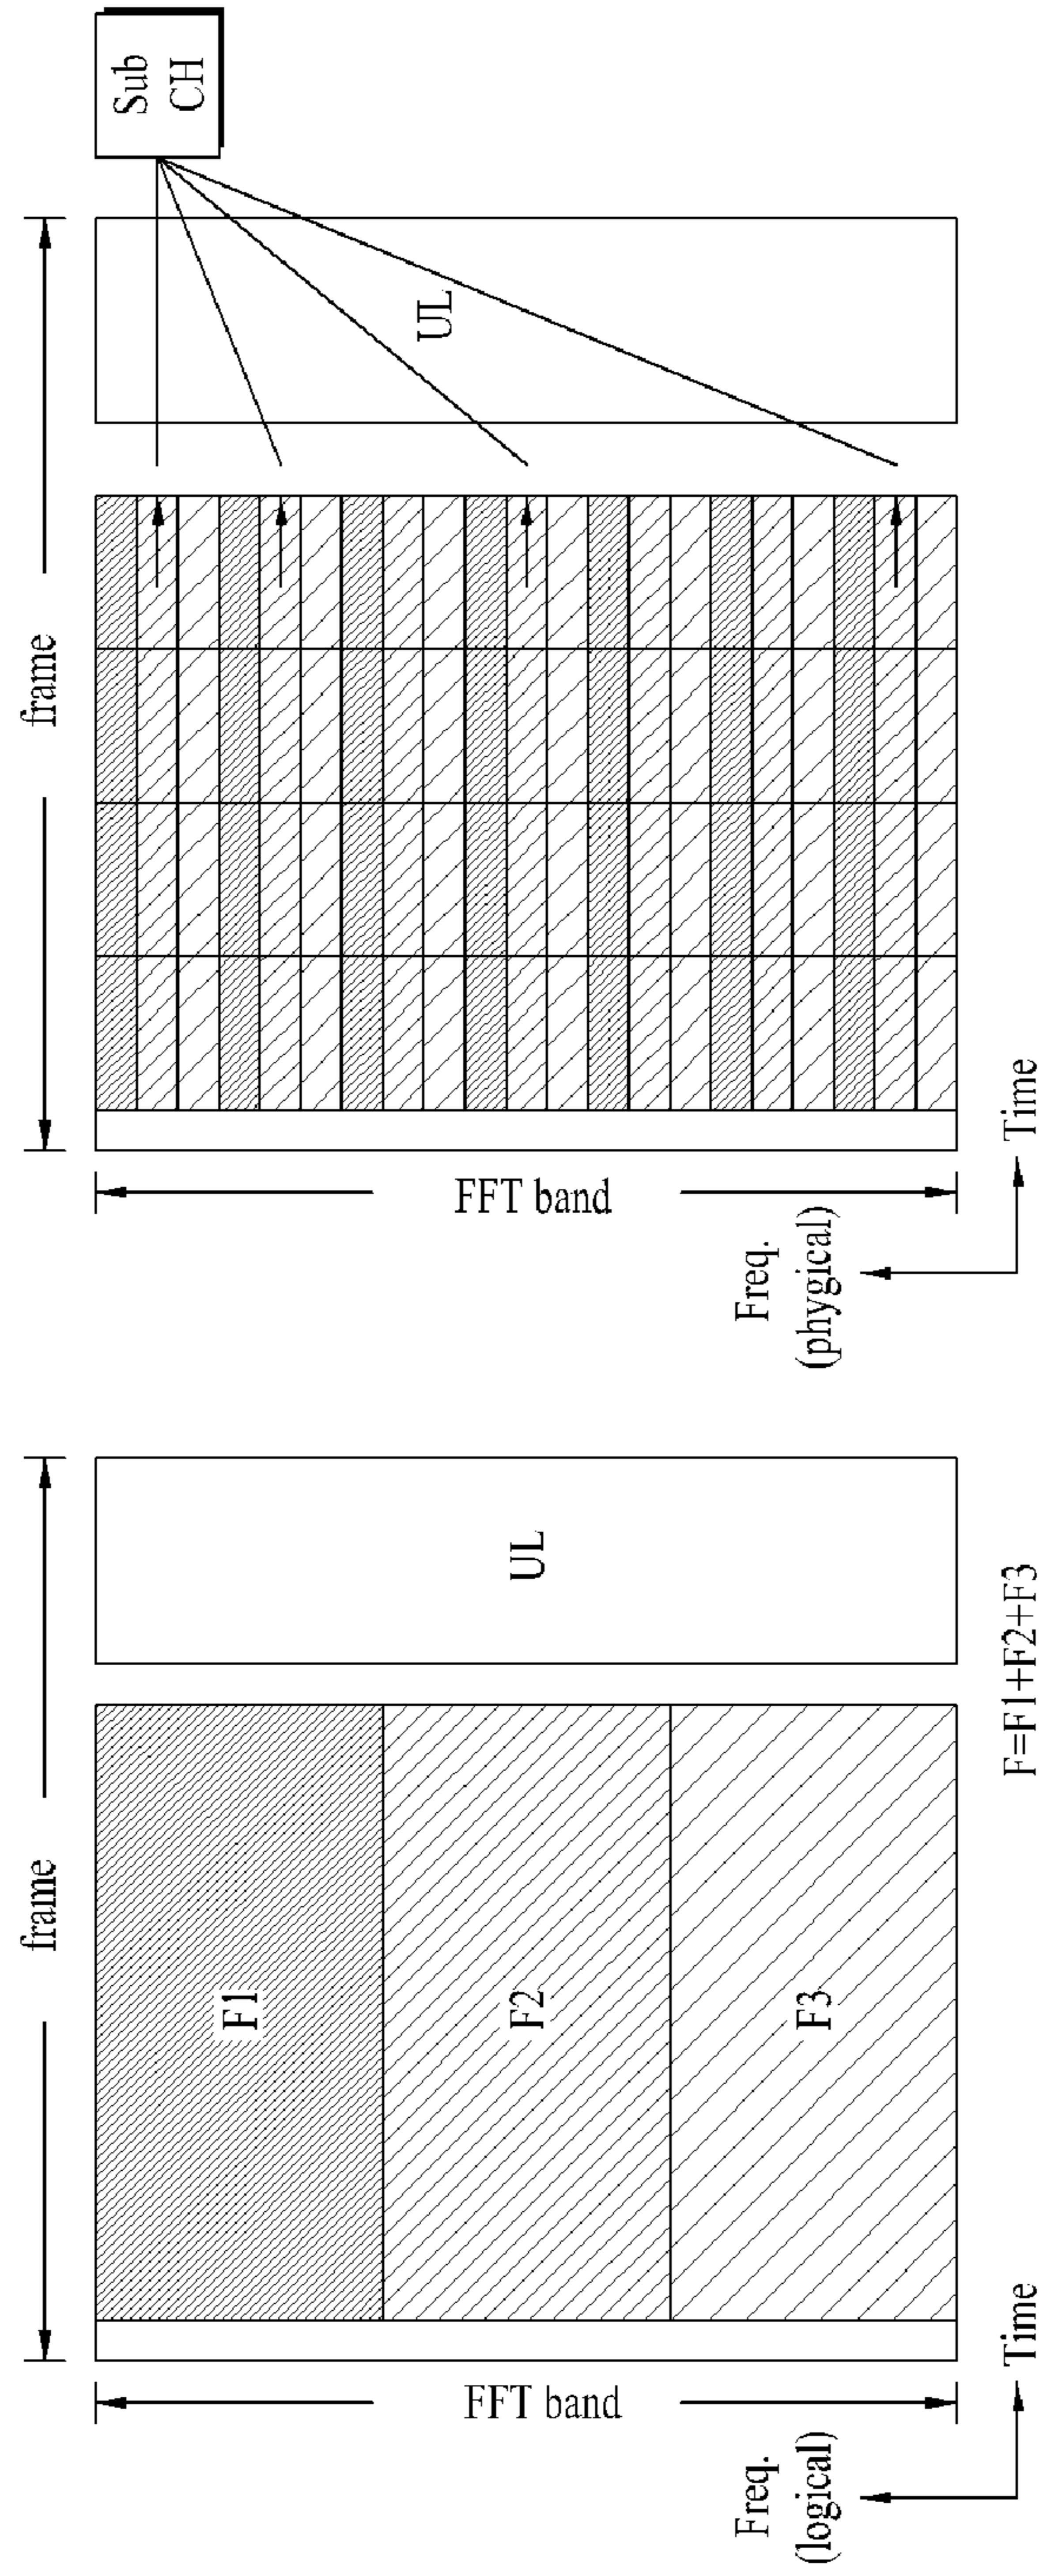 frame
FFT band
F1
F2
F3
UL
Freq.
(logical)
Time
F=F1+F2+F3
frame
FFT band
UL
Sub
CH
Freq.
(phygical)
Time